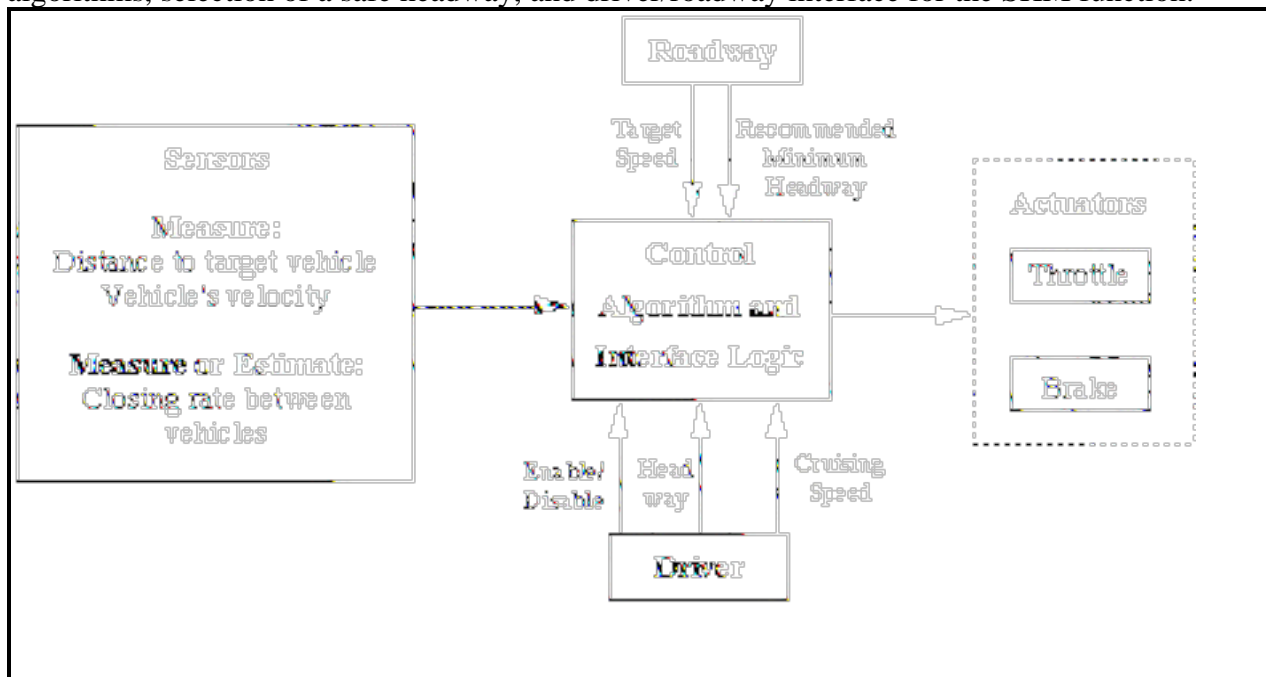 algorithms, selection of a safe headway, and driver/roadway interface for the SHM function.
Roadway
Target
Speed
Recommended
Minimum
Headway
Sensors
Measure:
Distance to target vehicle
Vehicle's velocity
Measure or Estimate:
Closing rate between
vehicles
Control
Algorithm and
Interface Logic
Actuators
Throttle
Brake
Enable/
Disable
Head
way
Cruising
Speed
Driver